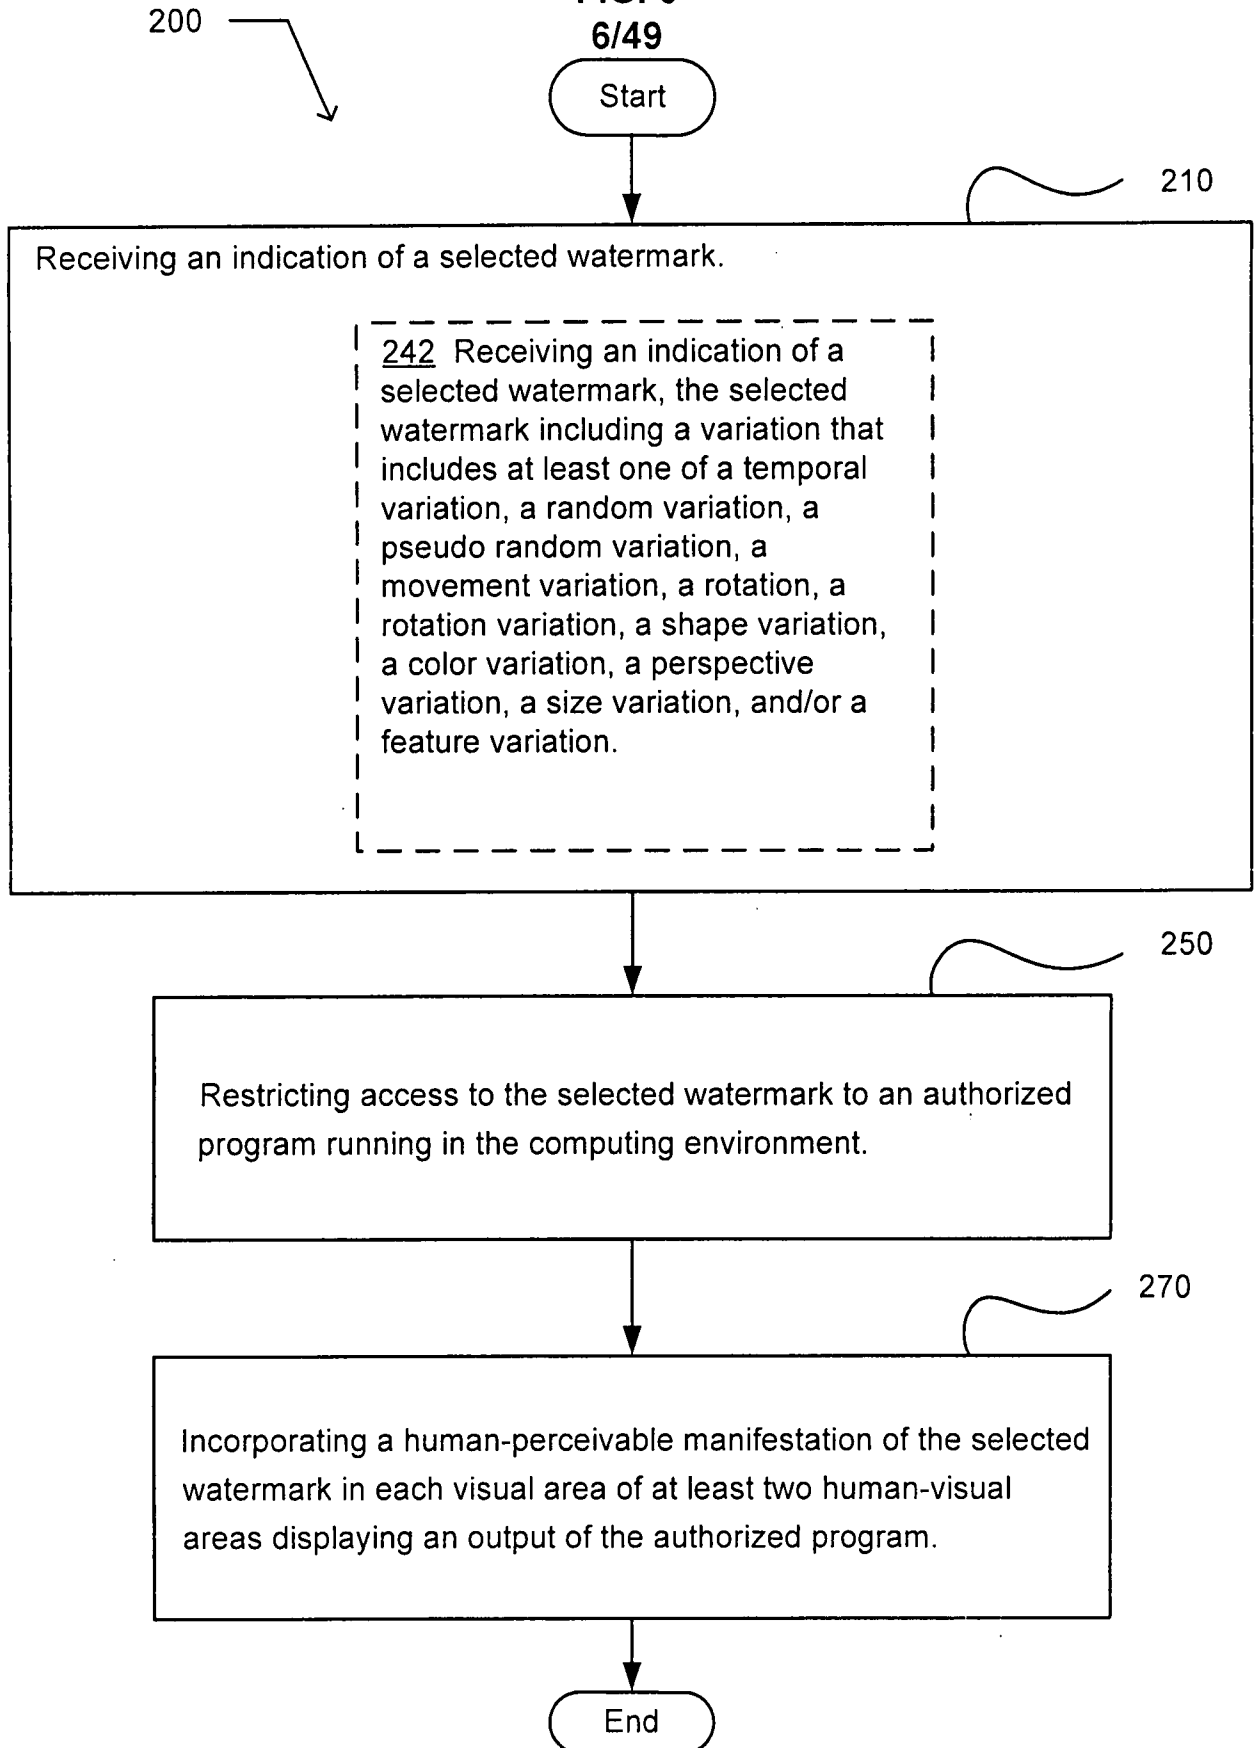 200
6/49
Start
210
Receiving an indication of a selected watermark.
242 Receiving an indication of a
selected watermark, the selected
watermark including a variation that
includes at least one of a temporal
variation, a random variation, a
pseudo random variation, a
movement variation, a rotation, a
rotation variation, a shape variation,
a color variation, a perspective
variation, a size variation, and/or a
feature variation.
250
Restricting access to the selected watermark to an authorized
program running in the computing environment.
270
Incorporating a human-perceivable manifestation of the selected
watermark in each visual area of at least two human-visual
areas displaying an output of the authorized program.
End